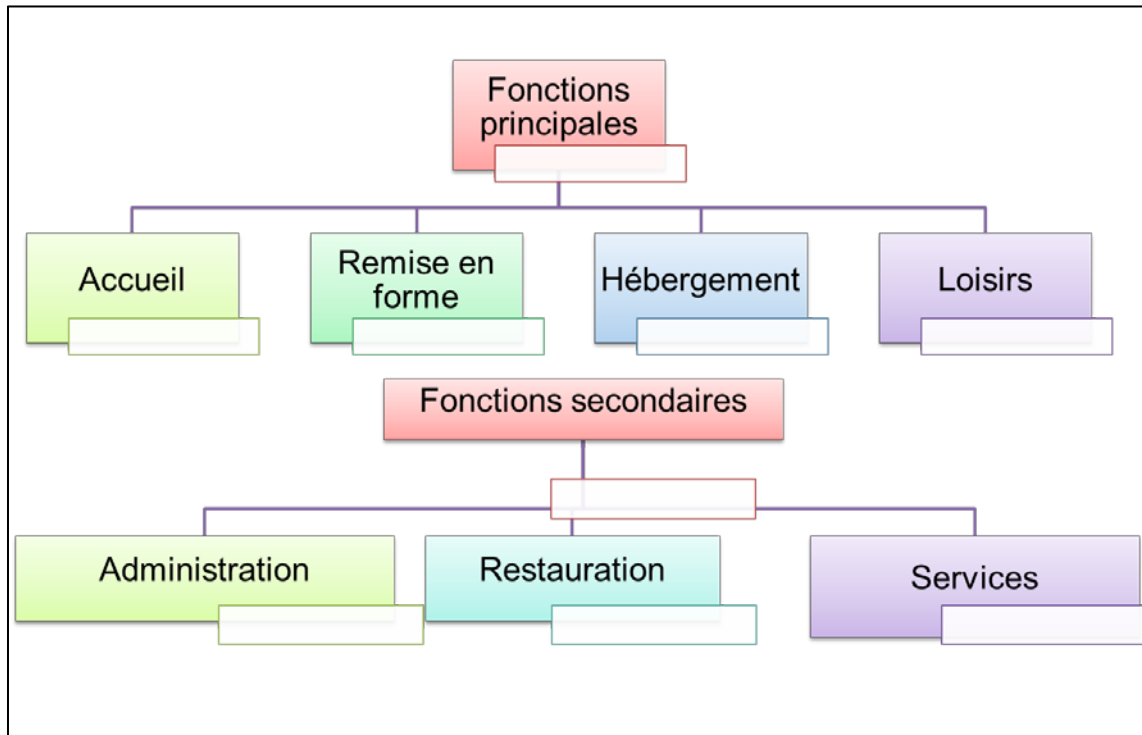 Fonctions
principales
Accueil
Remise en
forme
Hébergement
Loisirs
Fonctions secondaires
Administration
Restauration
Services